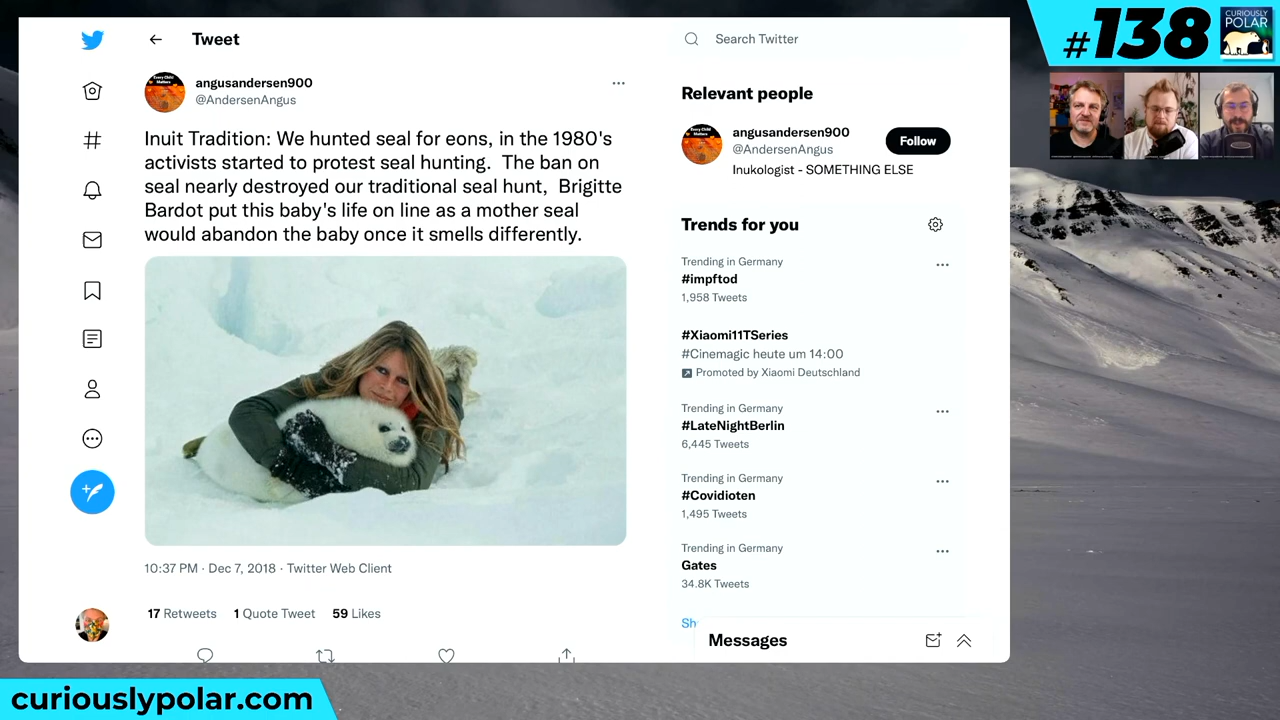 Tweet
angusandersen900
@AndersenAngus
Inuit Tradition: We hunted seal for eons, in the 1980's
activists started to protest seal hunting. The ban on
seal nearly destroyed our traditional seal hunt, Brigitte
Bardot put this baby's life on line as a mother seal
would abandon the baby once it smells differently.
10:37 PM · Dec 7, 2018 · Twitter Web Client
17 Retweets 1 Quote Tweet 59 Likes
Search Twitter
Relevant people
angusandersen900
@AndersenAngus
Follow
Inukologist - SOMETHING ELSE
Trends for you
Trending in Germany
#impftod
1,958 Tweets
#Xiaomi11TSeries
#Cinemagic heute um 14:00
Promoted by Xiaomi Deutschland
Trending in Germany
#LateNightBerlin
6,445 Tweets
Trending in Germany
#Covidioten
1,495 Tweets
Trending in Germany
Gates
34.8K Tweets
Sh
Messages
#138
CURIOUSLY
POLAR
curiouslypolar.com